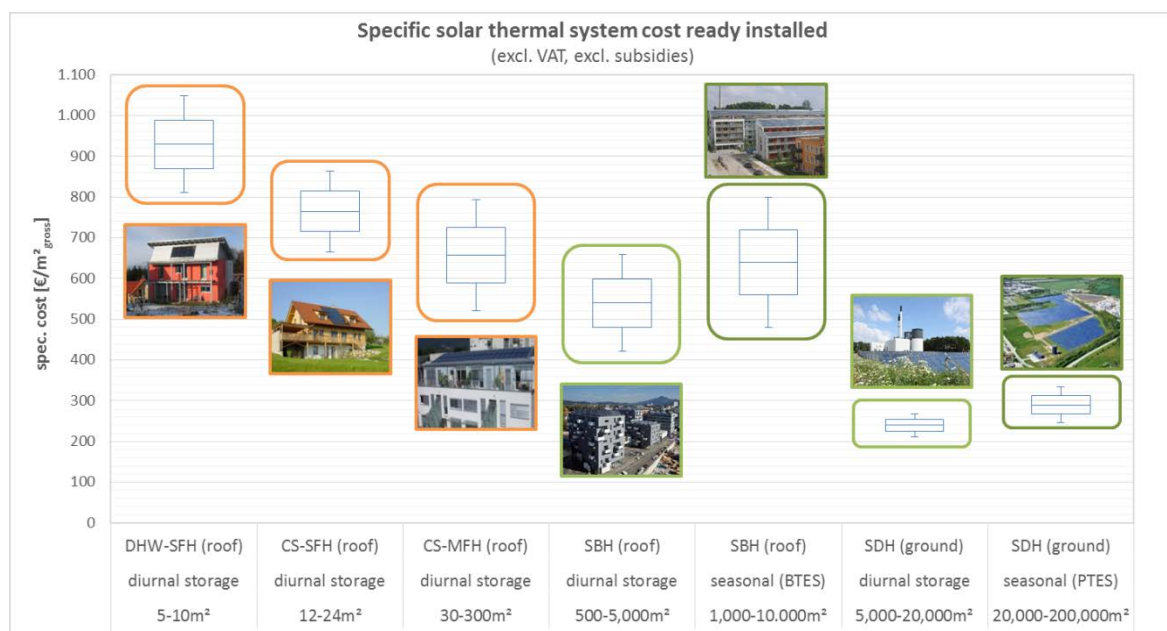 Specific solar thermal system cost ready installed
(excl. VAT, excl. subsidies)
spec. cost [€/m²gross]
1.100
1.000
900
800
700
600
500
400
300
200
100
0
DHW-SFH (roof) CS-SFH (roof) CS-MFH (roof) SBH (roof) SBH (roof) SDH (ground) SDH (ground)
diurnal storage diurnal storage diurnal storage diurnal storage seasonal (BTES) diurnal storage seasonal (PTES)
5-10m² 12-24m² 30-300m² 500-5,000m² 1,000-10.000m² 5,000-20,000m² 20,000-200,000m²